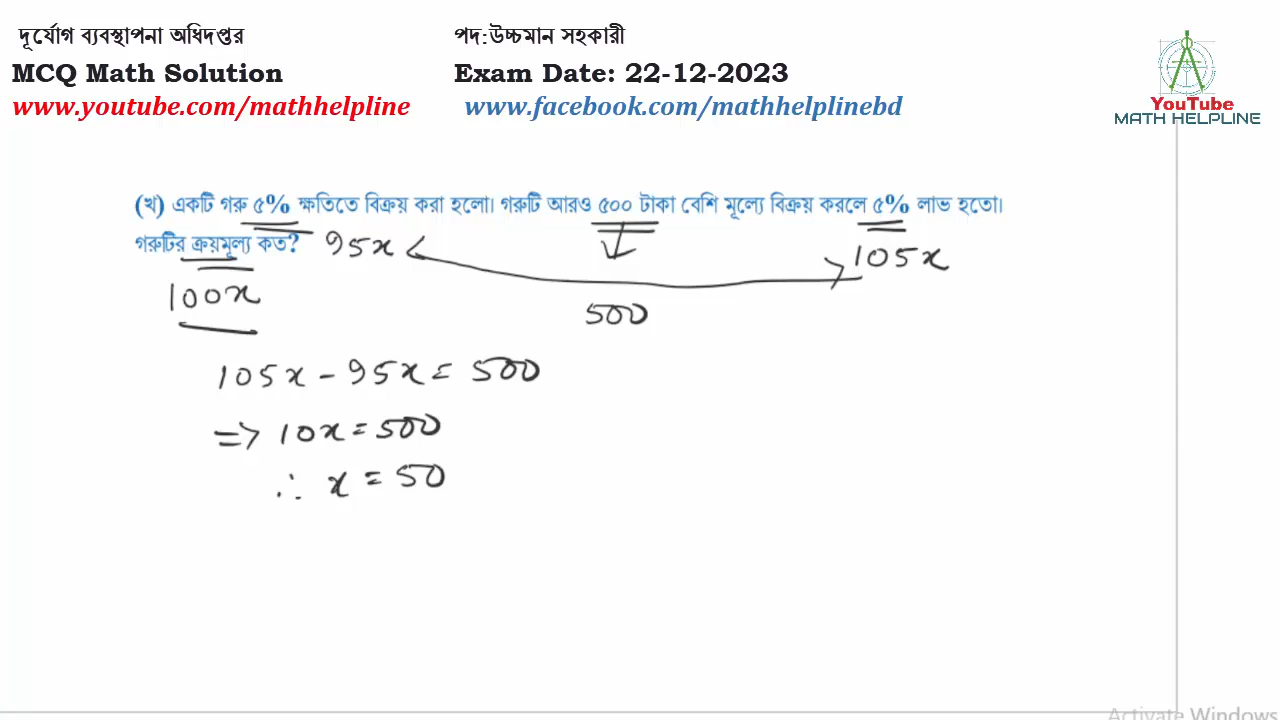 দূর্যোগ ব্যবস্থাপনা অধিদপ্তর
পদ:উচ্চমান সহকারী
MCQ Math Solution
Exam Date: 22-12-2023
www.youtube.com/mathhelpline
www.facebook.com/mathhelplinebd
YouTube
MATH HELPLINE
(খ) একটি গরু ৫% ক্ষতিতে বিক্রয় করা হলো। গরুটি আরও ৫০০ টাকা বেশি মূল্যে বিক্রয় করলে ৫% লাভ হতো।
গরুটির ক্রয়মূল্য কত?
95x
105x
100x
500
105x - 95x = 500
=> 10x = 500
∴ x = 50
Activate Windows